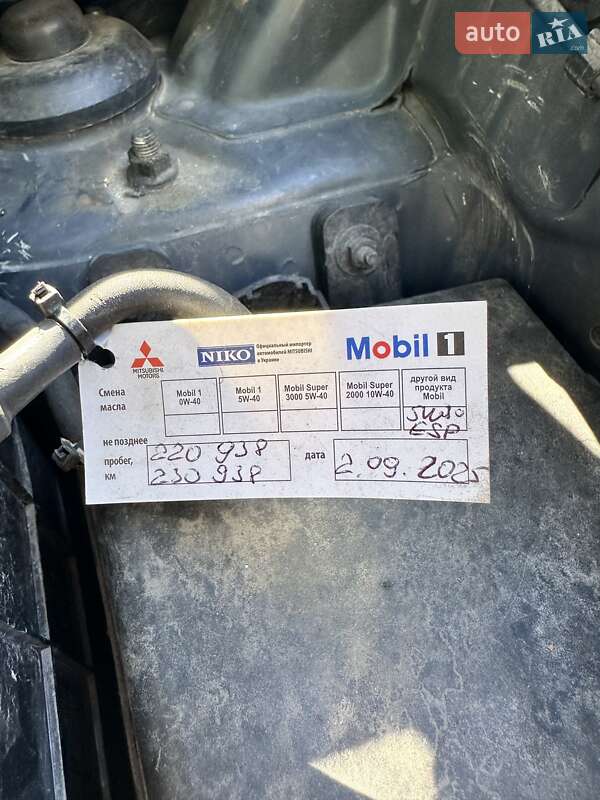 auto RIA .com
MITSUBISHI MOTORS
NIKO
Официальный импортер автомобилей MITSUBISHI в Украине
Mobil 1
Смена масла
Mobil 1 0W-40
Mobil 1 5W-40
Mobil Super 3000 5W-40
Mobil Super 2000 10W-40
другой вид продукта Mobil
5W30 ESP
не позднее
пробег, км
220 938
230 938
дата
2.09.2025